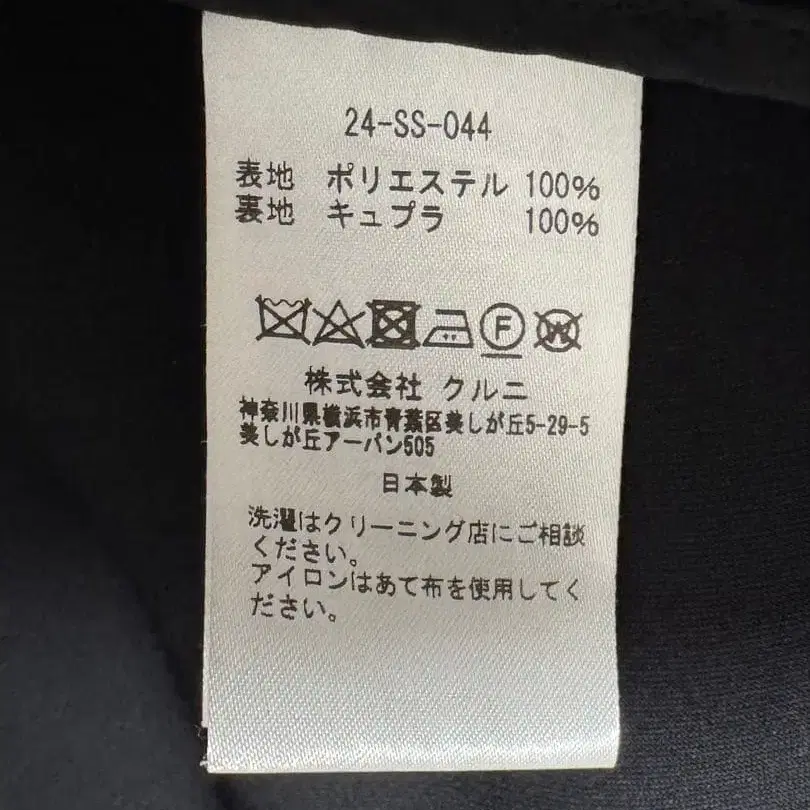 24-SS-044
表地 ポリエステル 100%
裏地 キュプラ 100%
F
W
株式会社 クルニ
神奈川県横浜市青葉区美しが丘5-29-5
美しが丘アーバン505
日本製
洗濯はクリーニング店にご相談
ください。
アイロンはあて布を使用してく
ださい。